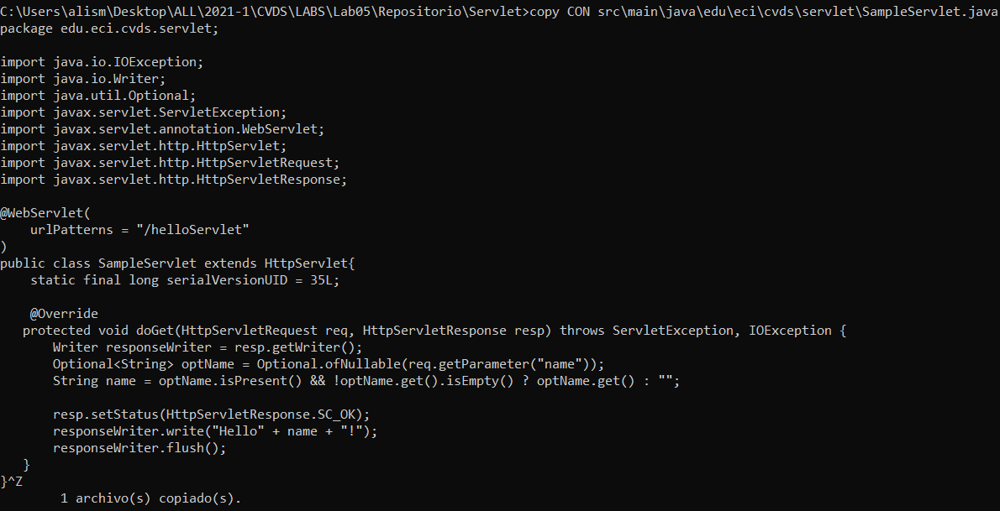 C:\Users\alism\Desktop\ALL\2021-1\CVDS\LABS\Lab05\Repositorio\Servlet>copy CON src\main\java\edu\eci\cvds\servlet\SampleServlet.java
package edu.eci.cvds.servlet;

import java.io.IOException;
import java.io.Writer;
import java.util.Optional;
import javax.servlet.ServletException;
import javax.servlet.annotation.WebServlet;
import javax.servlet.http.HttpServlet;
import javax.servlet.http.HttpServletRequest;
import javax.servlet.http.HttpServletResponse;

@WebServlet(
    urlPatterns = "/helloServlet"
)
public class SampleServlet extends HttpServlet{
    static final long serialVersionUID = 35L;

    @Override
   protected void doGet(HttpServletRequest req, HttpServletResponse resp) throws ServletException, IOException {
       Writer responseWriter = resp.getWriter();
       Optional<String> optName = Optional.ofNullable(req.getParameter("name"));
       String name = optName.isPresent() && !optName.get().isEmpty() ? optName.get() : "";

       resp.setStatus(HttpServletResponse.SC_OK);
       responseWriter.write("Hello" + name + "!");
       responseWriter.flush();
   }
}^Z
        1 archivo(s) copiado(s).